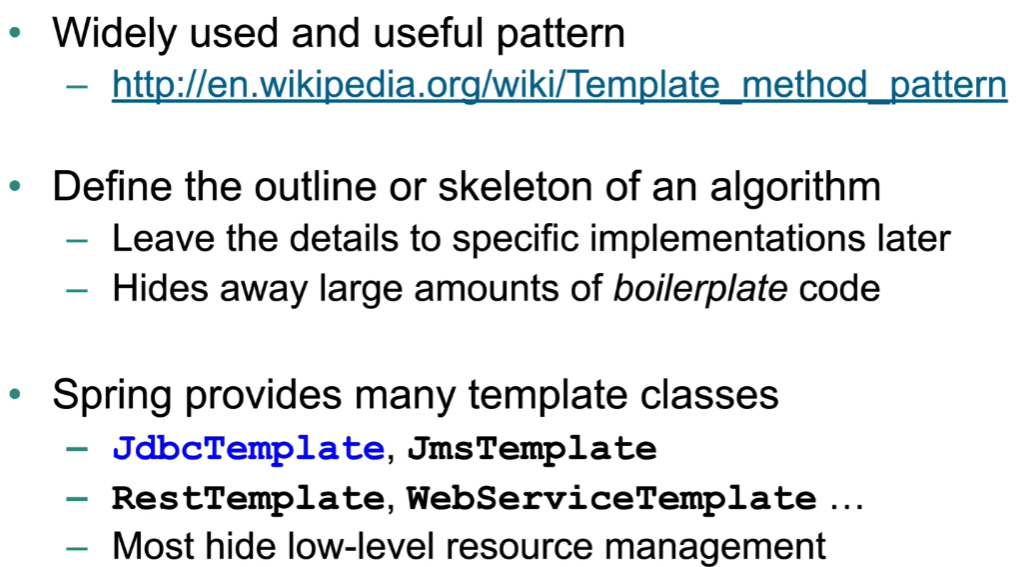 • Widely used and useful pattern
– http://en.wikipedia.org/wiki/Template_method_pattern
• Define the outline or skeleton of an algorithm
– Leave the details to specific implementations later
– Hides away large amounts of boilerplate code
• Spring provides many template classes
– JdbcTemplate, JmsTemplate
– RestTemplate, WebServiceTemplate …
– Most hide low-level resource management